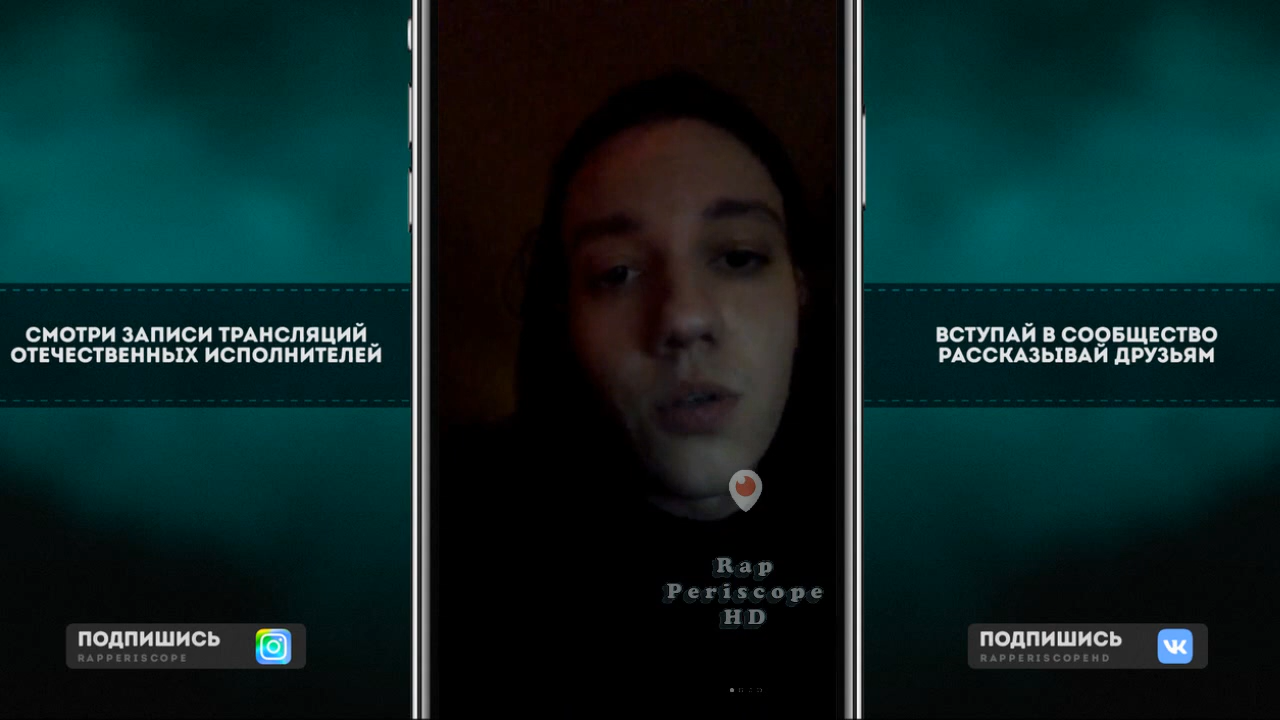 СМОТРИ ЗАПИСИ ТРАНСЛЯЦИЙ
ОТЕЧЕСТВЕННЫХ ИСПОЛНИТЕЛЕЙ
ВСТУПАЙ В СООБЩЕСТВО
РАССКАЗЫВАЙ ДРУЗЬЯМ
Rap
Periscope
HD
ПОДПИШИСЬ
RAPPERISCOPE
ПОДПИШИСЬ
RAPPERISCOPEHD